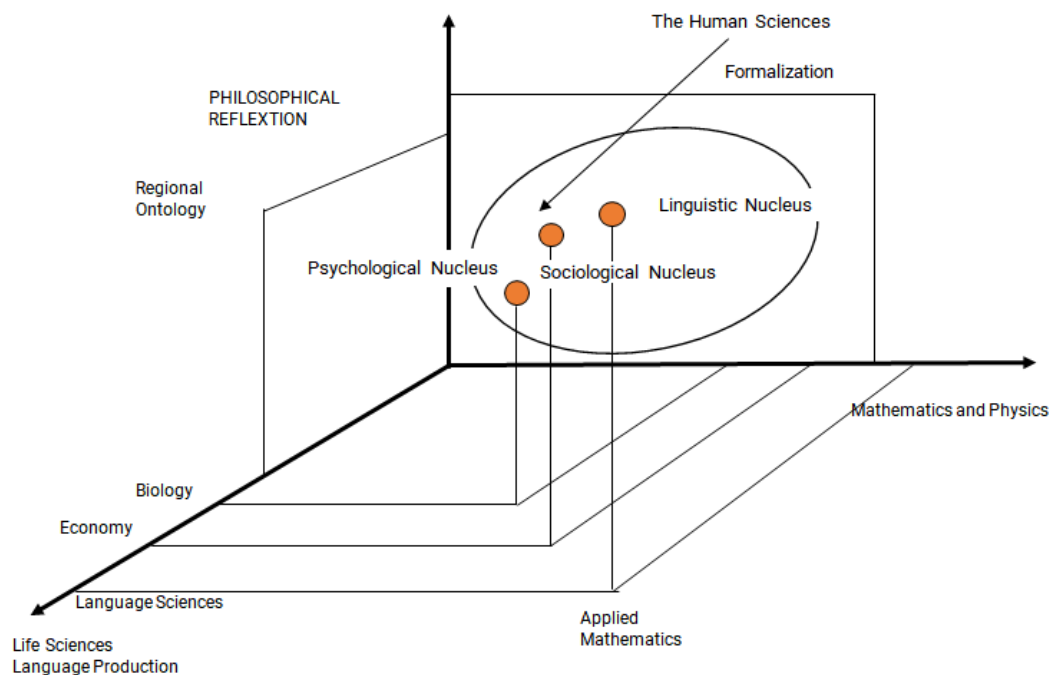 The Human Sciences
Formalization
PHILOSOPHICAL
REFLEXTION
Regional
Ontology
Linguistic Nucleus
Psychological Nucleus
Sociological Nucleus
Mathematics and Physics
Biology
Economy
Language Sciences
Applied
Mathematics
Life Sciences
Language Production